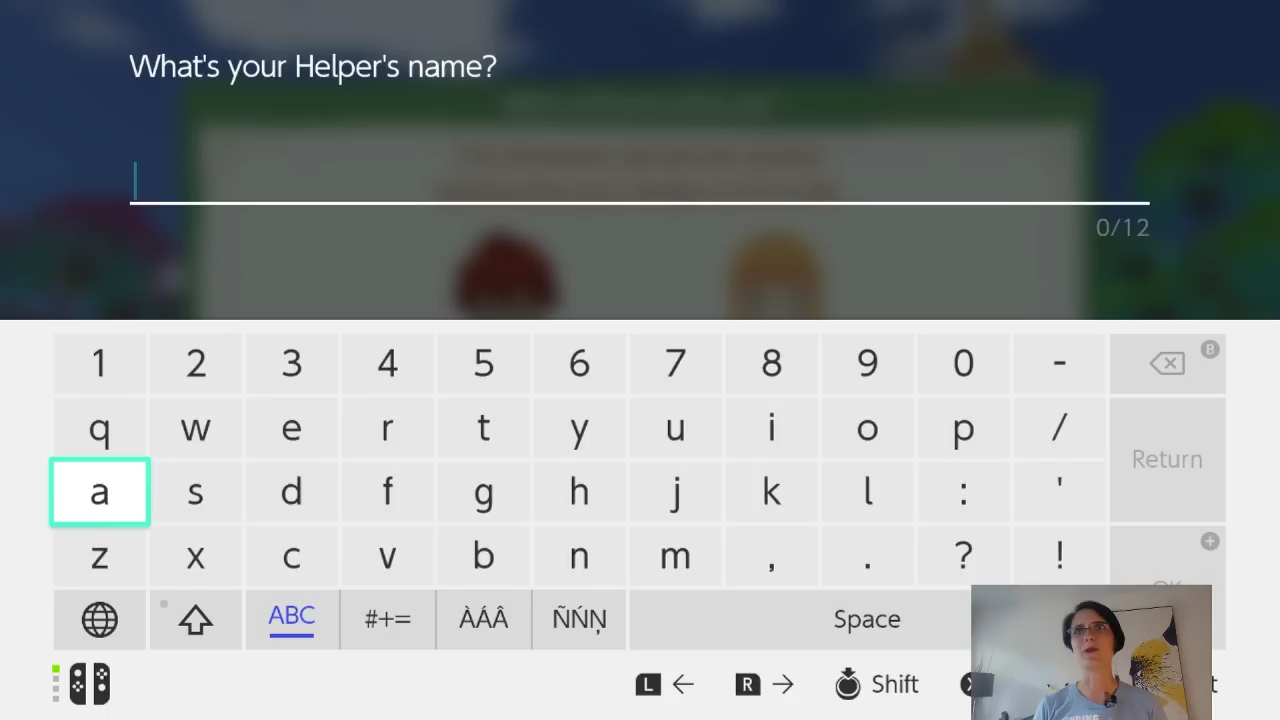 What's your Helper's name?
0/12
1 2 3 4 5 6 7 8 9 0 -
B
q w e r t y u i o p /
Return
a s d f g h j k l : '
z x c v b n m , . ? !
+
ABC #+= ÀÁÂ ÑŃŅ Space
L ← R → Shift